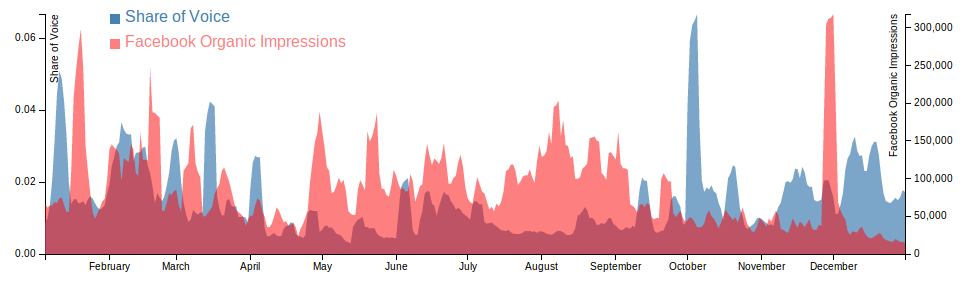 Share of Voice
Facebook Organic Impressions
Share of Voice
Facebook Organic Impressions
0.06
0.04
0.02
0.00
300,000
250,000
200,000
150,000
100,000
50,000
0
February March April May June July August September October November December